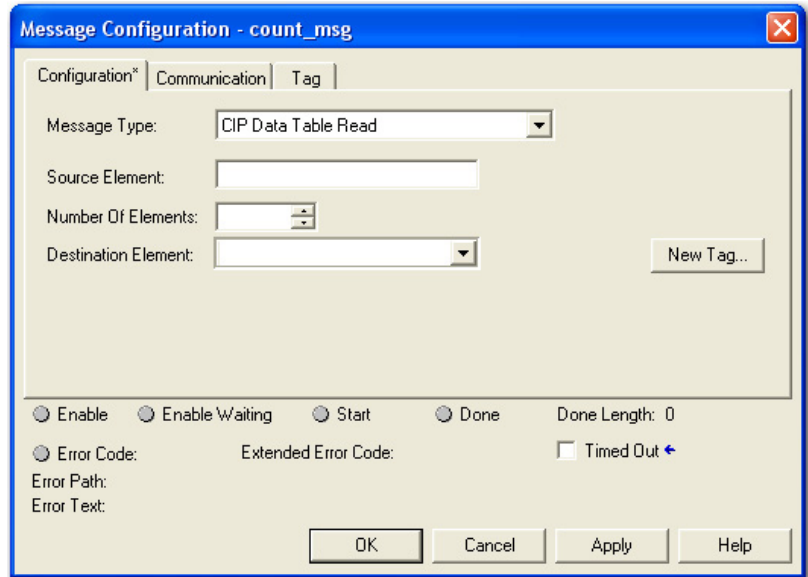 Message Configuration - count_msg
Configuration* Communication Tag
Message Type: CIP Data Table Read
Source Element:
Number Of Elements:
Destination Element: New Tag...
Enable Enable Waiting Start Done Done Length: 0
Error Code: Extended Error Code: Timed Out
Error Path:
Error Text:
OK Cancel Apply Help